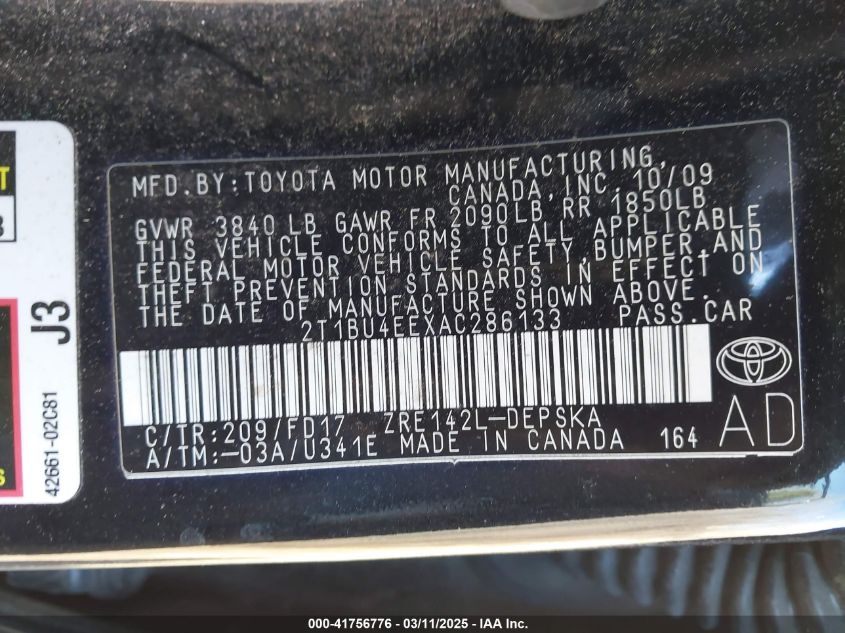 MFD.BY:TOYOTA MOTOR MANUFACTURING,
CANADA,INC. 10/09
GVWR 3840 LB GAWR FR 2090LB RR 1850LB
THIS VEHICLE CONFORMS TO ALL APPLICABLE
FEDERAL MOTOR VEHICLE SAFETY,BUMPER,AND
THEFT PREVENTION STANDARDS IN EFFECT ON
THE DATE OF MANUFACTURE SHOWN ABOVE.
2T1BU4EEXAC286133 PASS.CAR
C/TR:209/FD17 ZRE142L-DEPSKA
A/TM:-03A/U341E MADE IN CANADA 164
AD
J3
42661-02C81
000-41756776 - 03/11/2025 - IAA Inc.